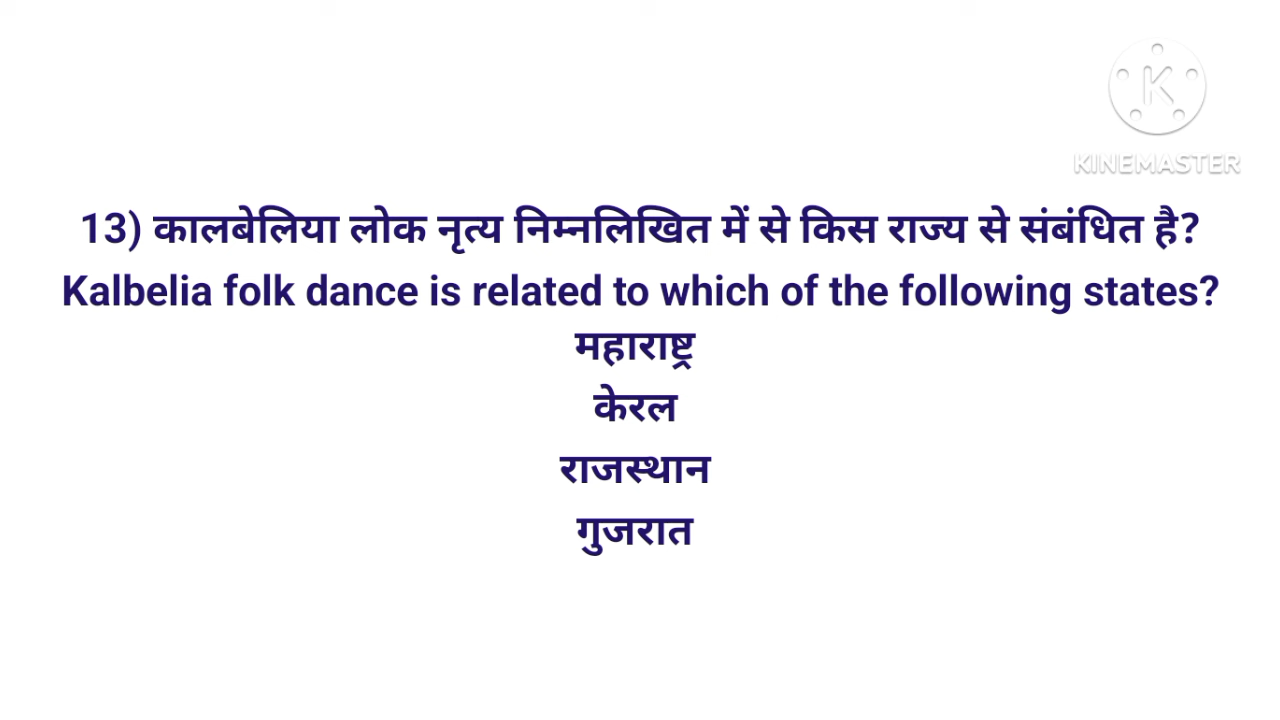 KINEMASTER
13) कालबेलिया लोक नृत्य निम्नलिखित में से किस राज्य से संबंधित है?
Kalbelia folk dance is related to which of the following states?
महाराष्ट्र
केरल
राजस्थान
गुजरात